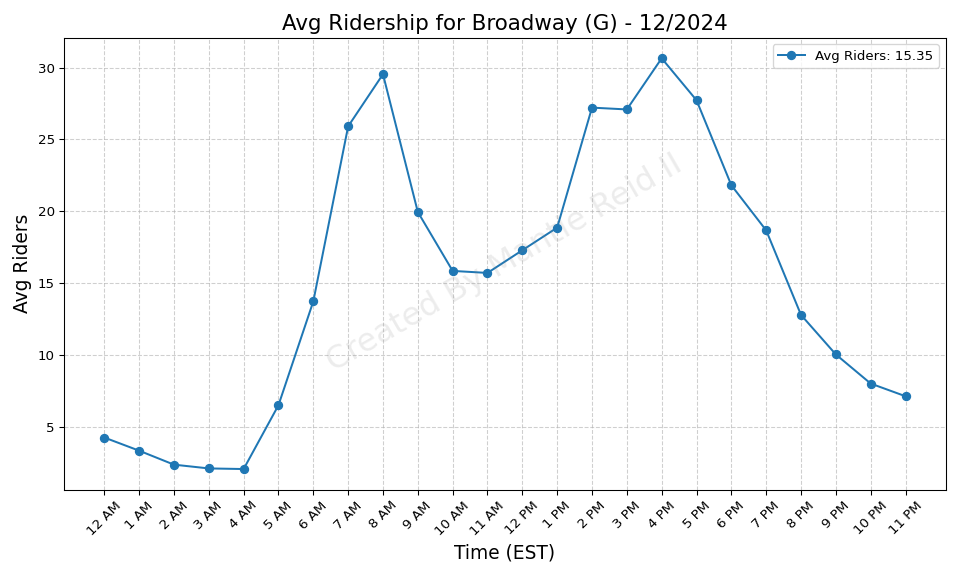 Avg Ridership for Broadway (G) - 12/2024
Avg Riders: 15.35
Avg Riders
30
25
20
15
10
5
Created By Mantie Reid II
12 AM
1 AM
2 AM
3 AM
4 AM
5 AM
6 AM
7 AM
8 AM
9 AM
10 AM
11 AM
12 PM
1 PM
2 PM
3 PM
4 PM
5 PM
6 PM
7 PM
8 PM
9 PM
10 PM
11 PM
Time (EST)